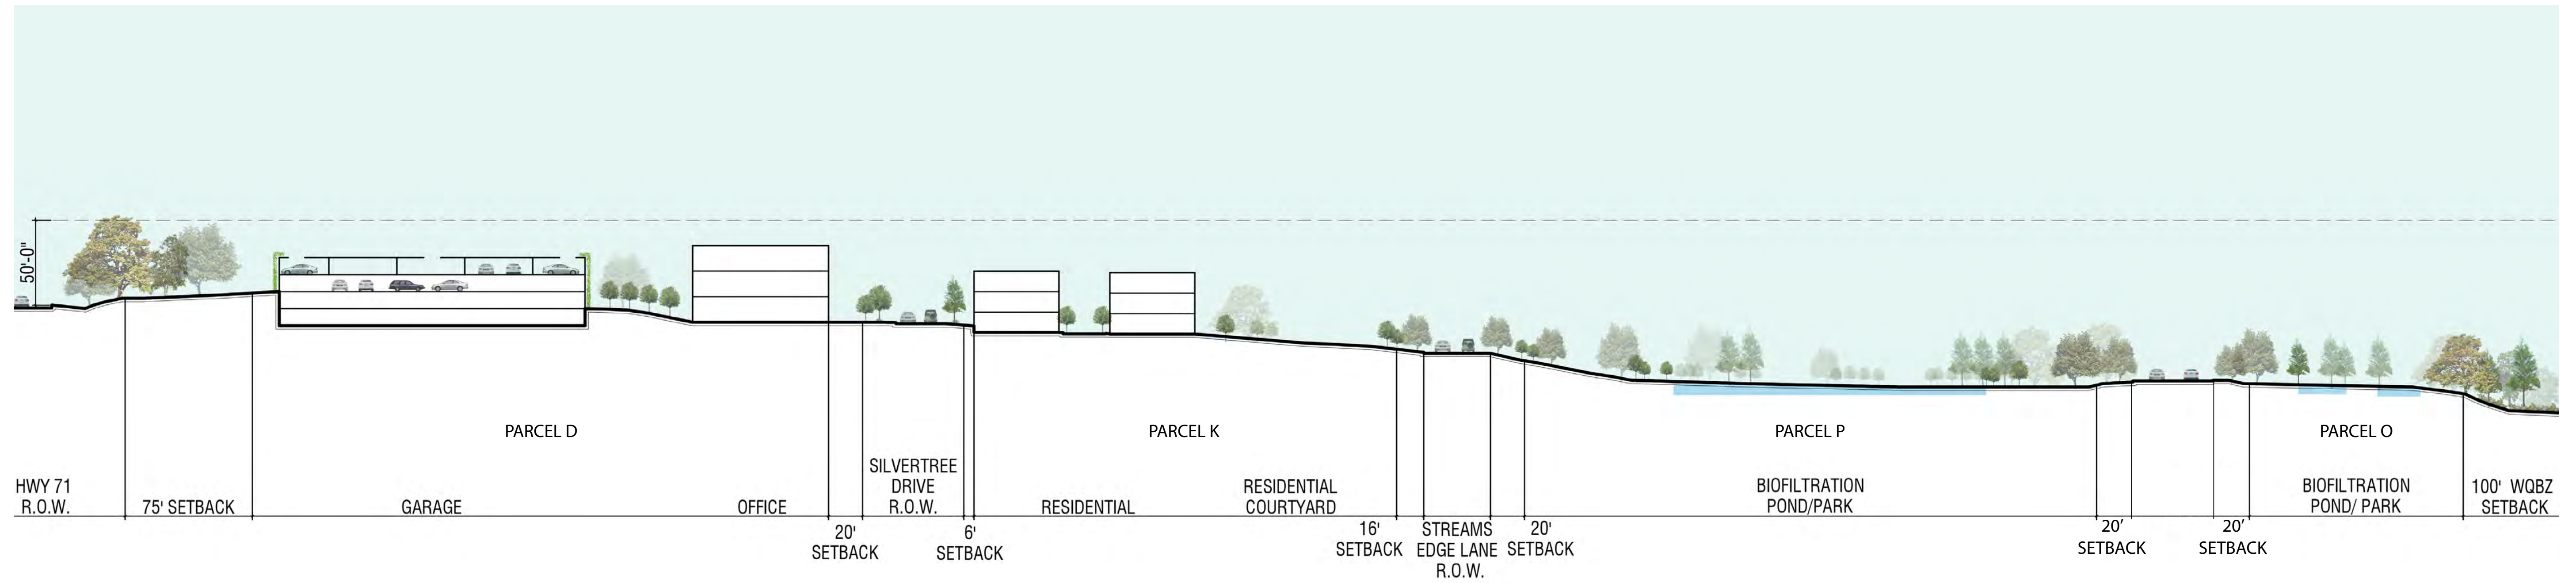 50'-0"
PARCEL D
PARCEL K
PARCEL P
PARCEL O
HWY 71
R.O.W.
75' SETBACK
GARAGE
OFFICE
20'
SETBACK
SILVERTREE
DRIVE
R.O.W.
6'
SETBACK
RESIDENTIAL
RESIDENTIAL
COURTYARD
16'
SETBACK
STREAMS
EDGE LANE
R.O.W.
20'
SETBACK
BIOFILTRATION
POND/PARK
20'
SETBACK
20'
SETBACK
BIOFILTRATION
POND/ PARK
100' WQBZ
SETBACK